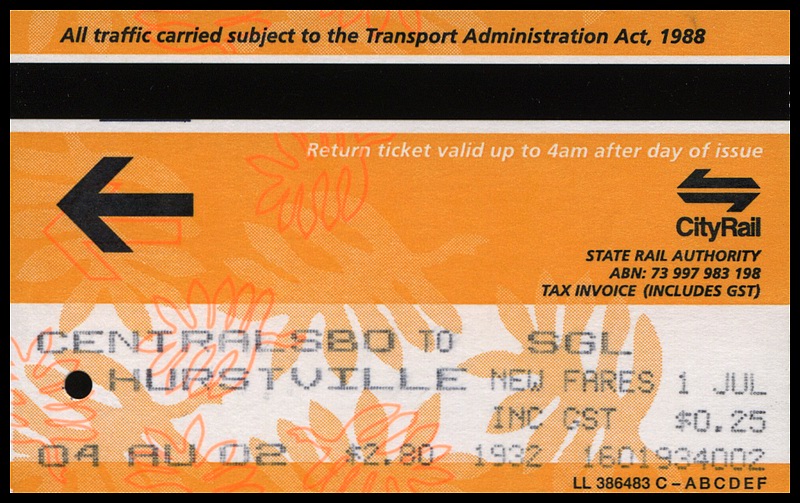 All traffic carried subject to the Transport Administration Act, 1988
Return ticket valid up to 4am after day of issue
CityRail
STATE RAIL AUTHORITY
ABN: 73 997 983 198
TAX INVOICE (INCLUDES GST)
CENTRALSBO TO SGL
HURSTVILLE NEW FARES 1 JUL
INC GST $0.25
04 AU 02 $2.80 1932 1601934002
LL 386483 C-ABCDEF